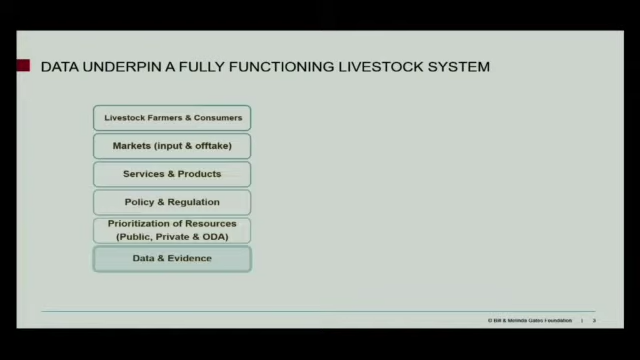 DATA UNDERPIN A FULLY FUNCTIONING LIVESTOCK SYSTEM
Livestock Farmers & Consumers
Markets (input & offtake)
Services & Products
Policy & Regulation
Prioritization of Resources
(Public, Private & ODA)
Data & Evidence
© Bill & Melinda Gates Foundation | 3